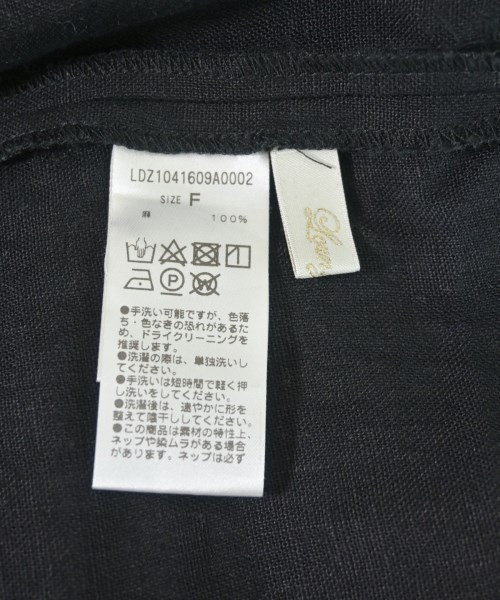 LDZ1041609A0002
SIZE F
麻 100%
P
W
●手洗い可能ですが、色落
ち・色なきの恐れがあるた
め、ドライクリーニングを
推奨します。
●洗濯の際は、単独洗いし
てください。
●手洗いは短時間で軽く押
し洗いをしてください。
●洗濯後は、速やかに形を
整えて陰干ししてください。
●この商品は素材の特性上、
ネップや染ムラがある場合
があります。ネップは必ず